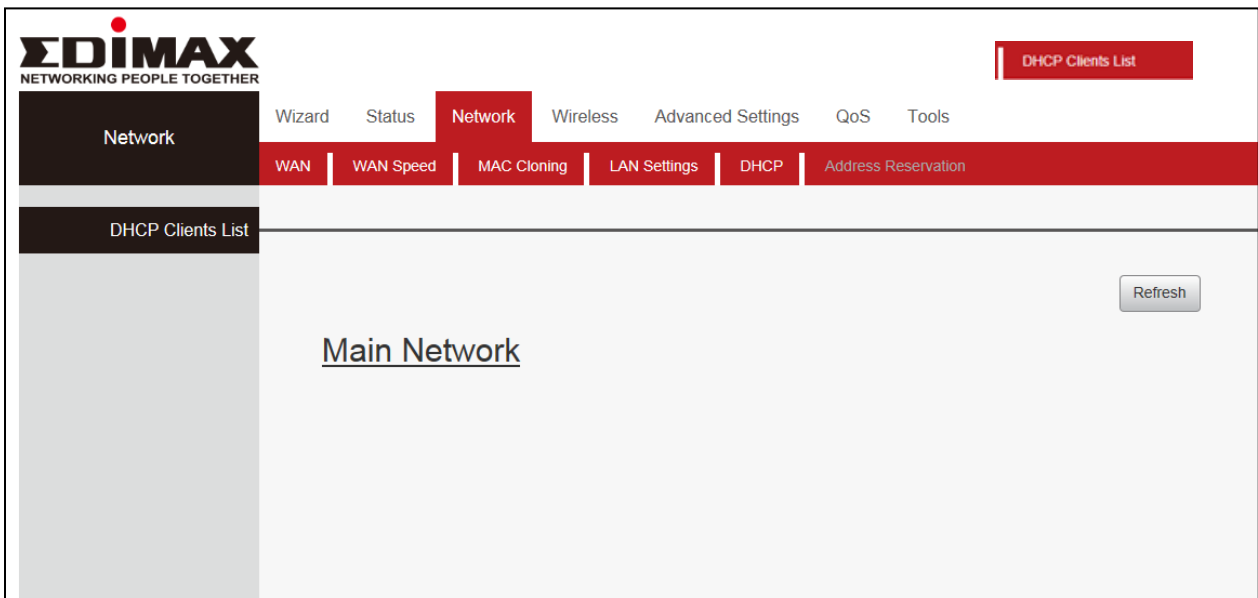 EDiMAX
NETWORKING PEOPLE TOGETHER
DHCP Clients List
Network
Wizard Status Network Wireless Advanced Settings QoS Tools
WAN WAN Speed MAC Cloning LAN Settings DHCP Address Reservation
DHCP Clients List
Refresh
Main Network